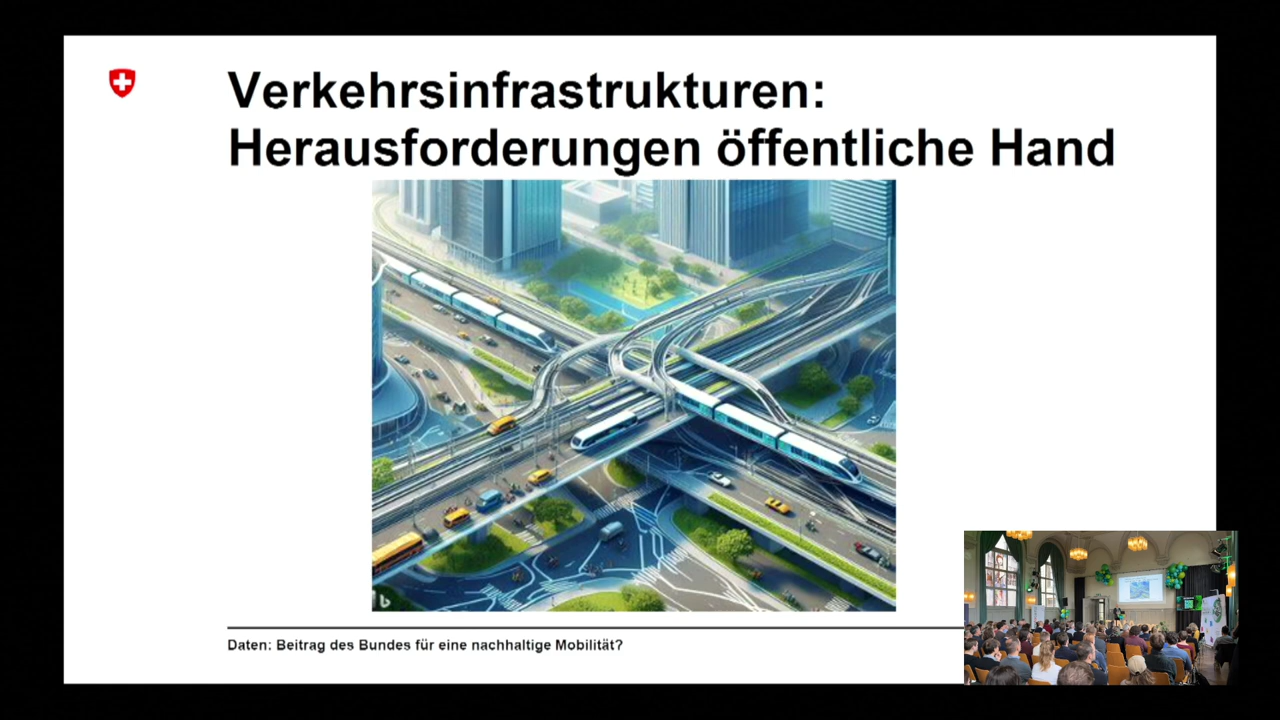 Verkehrsinfrastrukturen:
Herausforderungen öffentliche Hand
Daten: Beitrag des Bundes für eine nachhaltige Mobilität?